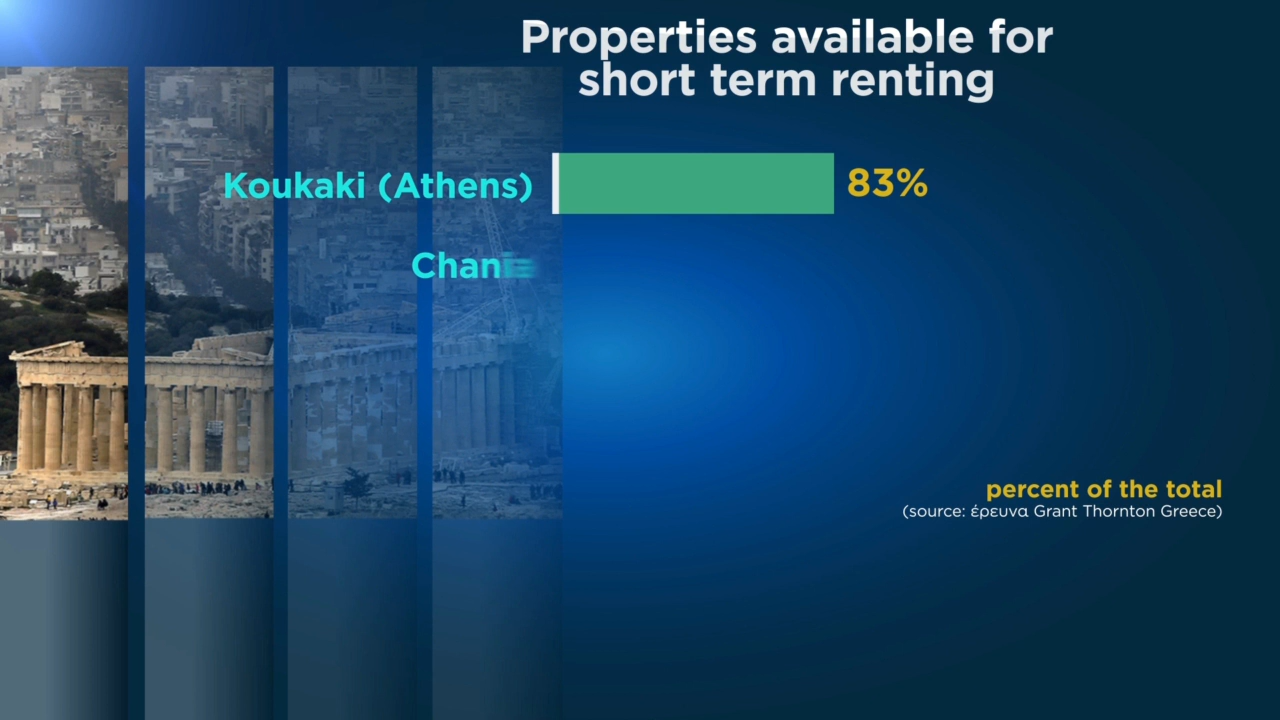 Properties available for
short term renting
Koukaki (Athens) 83%
percent of the total
(source: έρευνα Grant Thornton Greece)